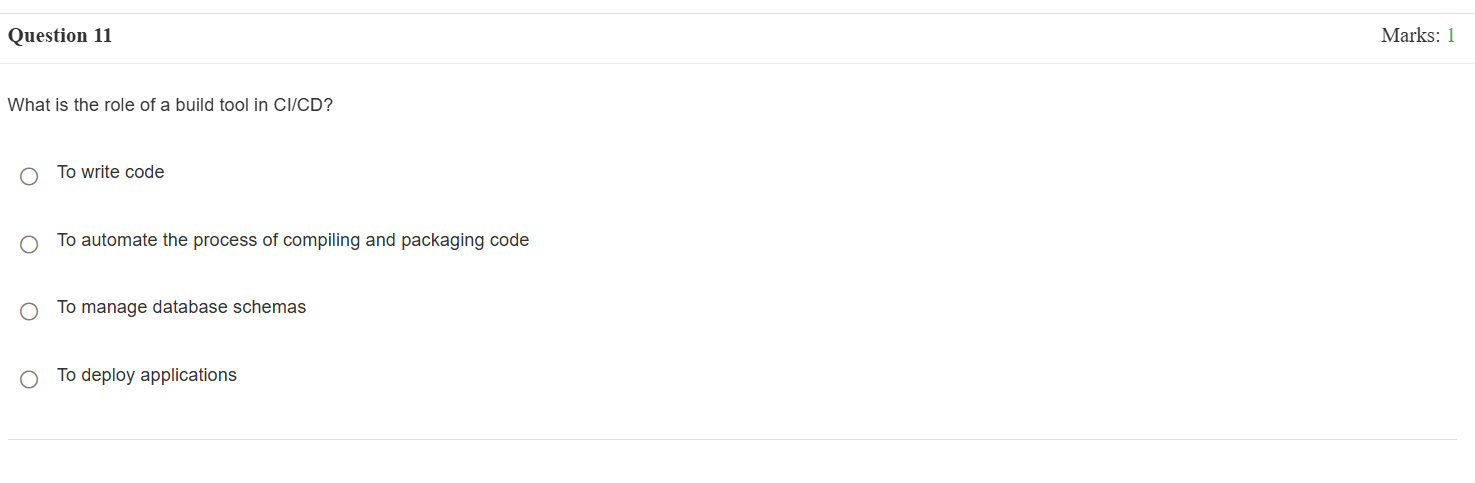 Question 11
Marks: 1
What is the role of a build tool in CI/CD?
To write code
To automate the process of compiling and packaging code
To manage database schemas
To deploy applications